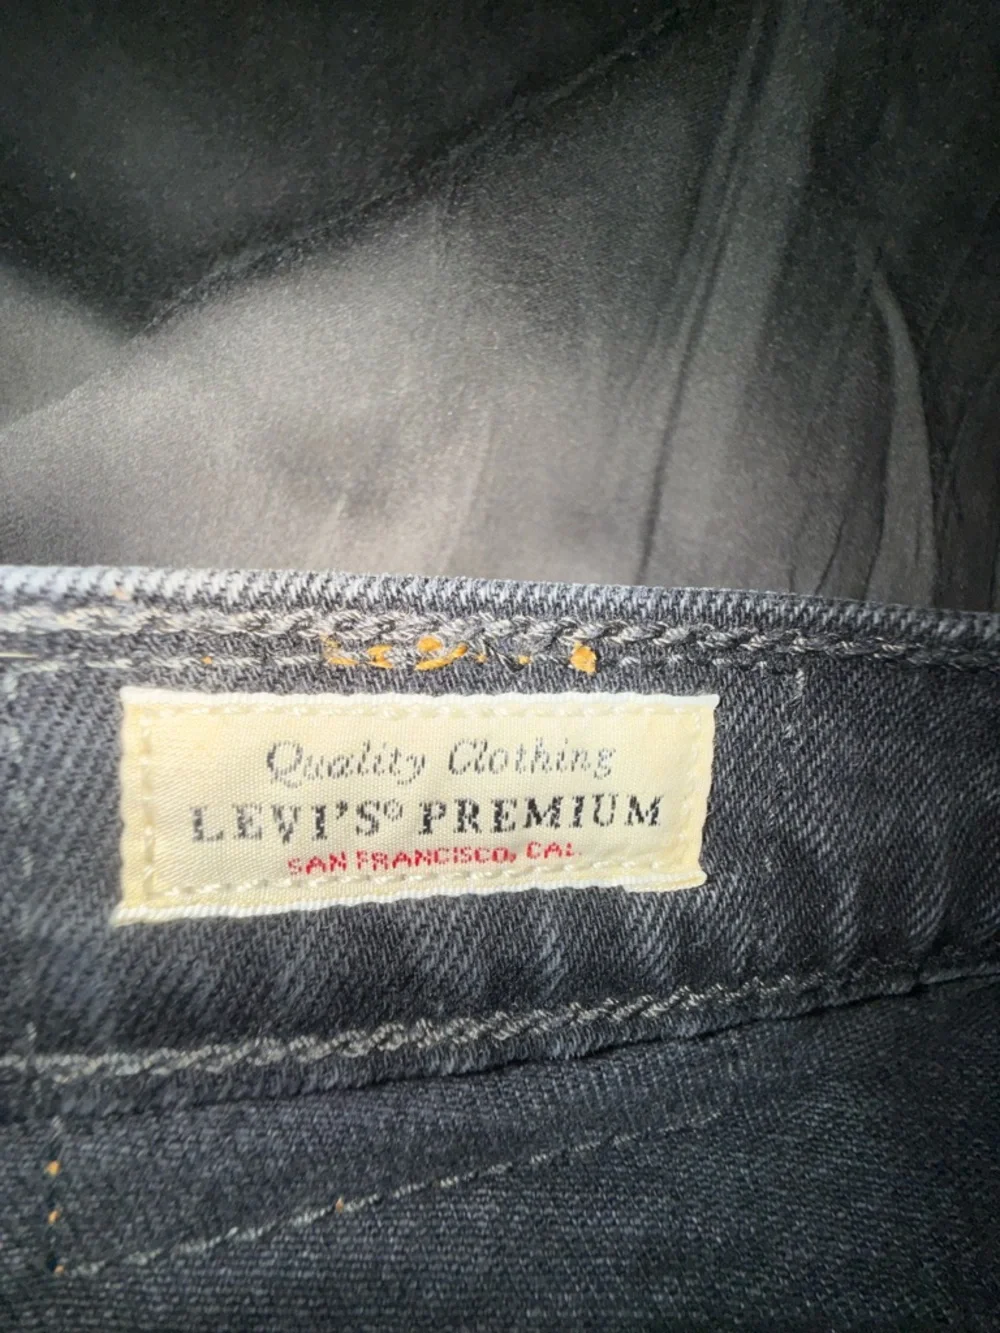 Quality Clothing
LEVI'S® PREMIUM
SAN FRANCISCO, CAL.